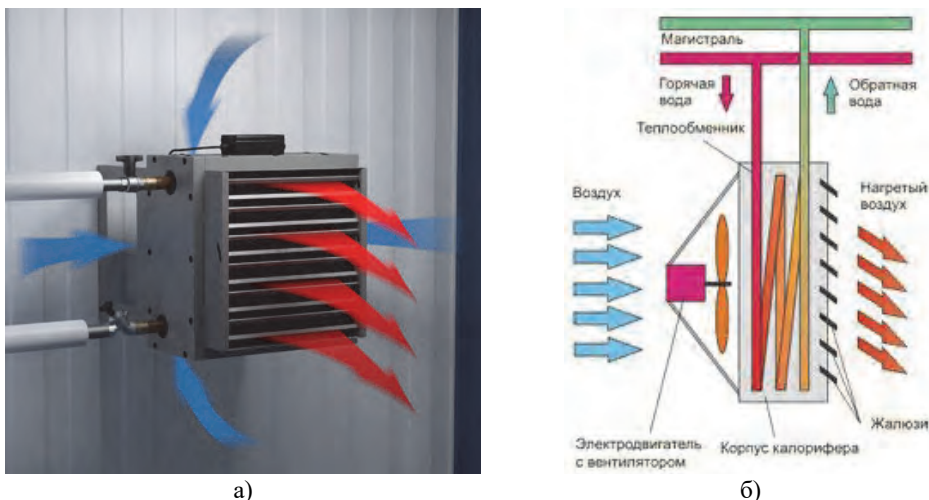 Магистраль
Горячая
вода
Обратная
вода
Теплообменник
Воздух
Нагретый
воздух
Жалюзи
Электродвигатель
с вентилятором
Корпус калорифера
а)
б)